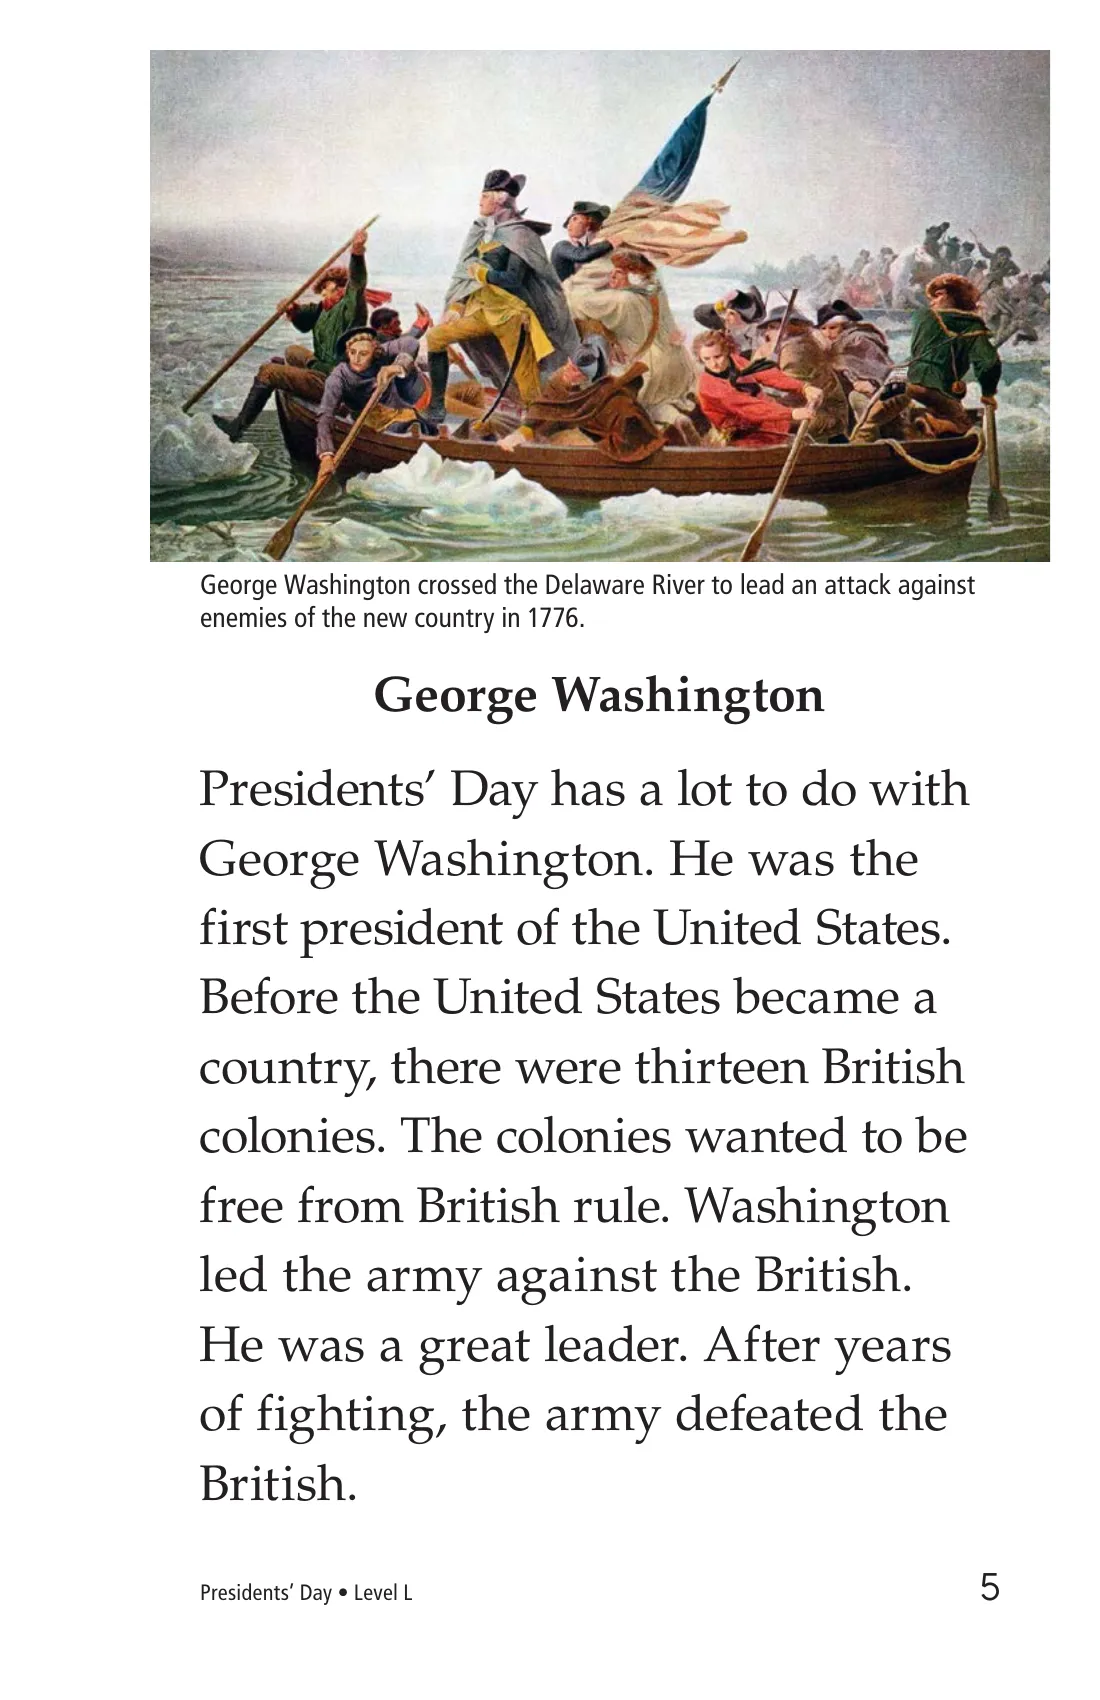 George Washington crossed the Delaware River to lead an attack against
enemies of the new country in 1776.
George Washington
Presidents’ Day has a lot to do with
George Washington. He was the
first president of the United States.
Before the United States became a
country, there were thirteen British
colonies. The colonies wanted to be
free from British rule. Washington
led the army against the British.
He was a great leader. After years
of fighting, the army defeated the
British.
Presidents’ Day • Level L
5